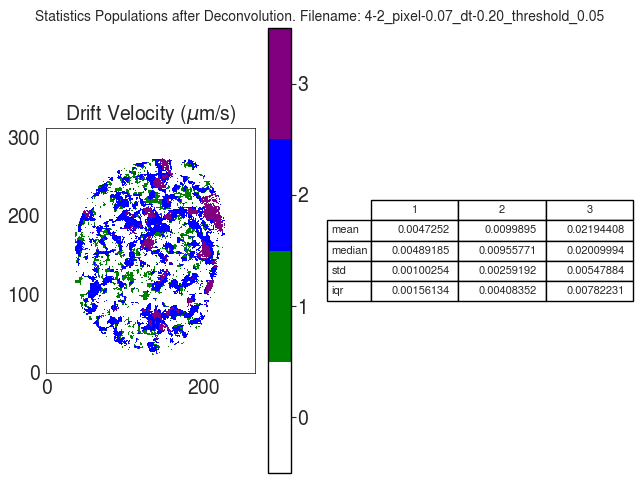 Statistics Populations after Deconvolution. Filename: 4-2_pixel-0.07_dt-0.20_threshold_0.05
Drift Velocity (μm/s)
300
200
100
0
0 200
3
2
1
0
1 2 3
mean 0.0047252 0.0099895 0.02194408
median 0.00489185 0.00955771 0.02009994
std 0.00100254 0.00259192 0.00547884
iqr 0.00156134 0.00408352 0.00782231